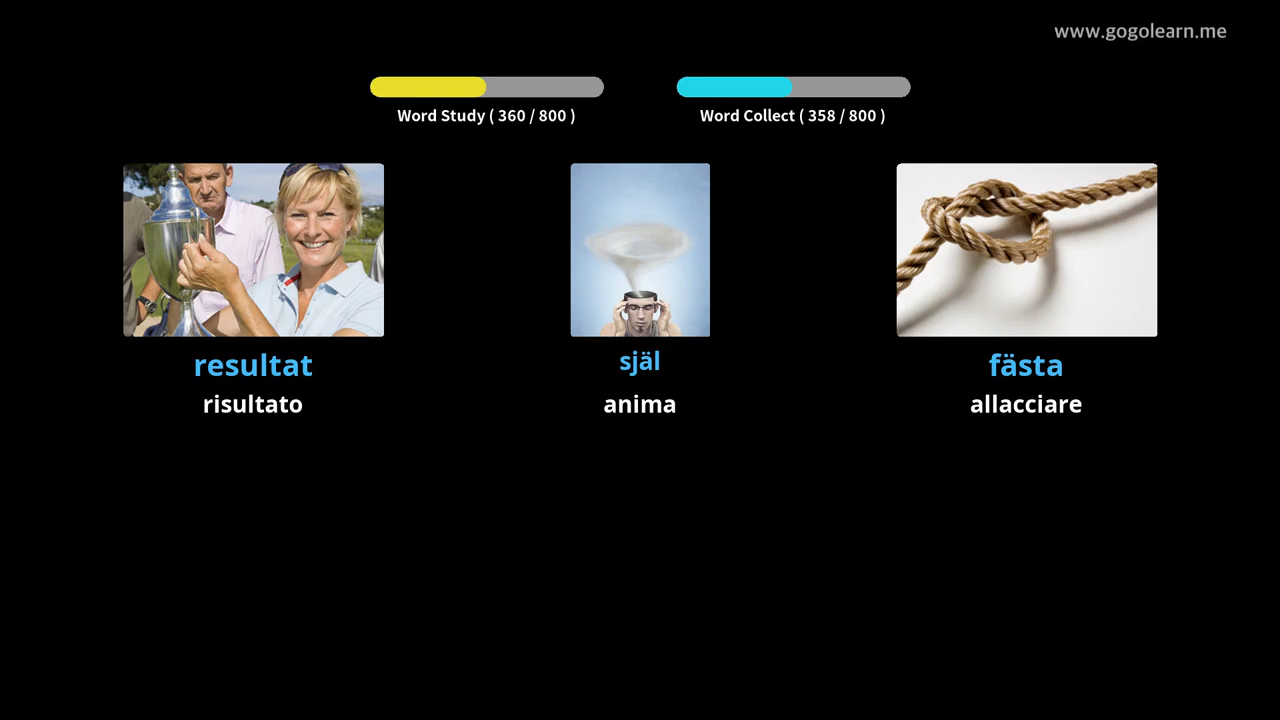 www.gogolearn.me
Word Study ( 360 / 800 )
Word Collect ( 358 / 800 )
resultat
själ
fästa
risultato
anima
allacciare